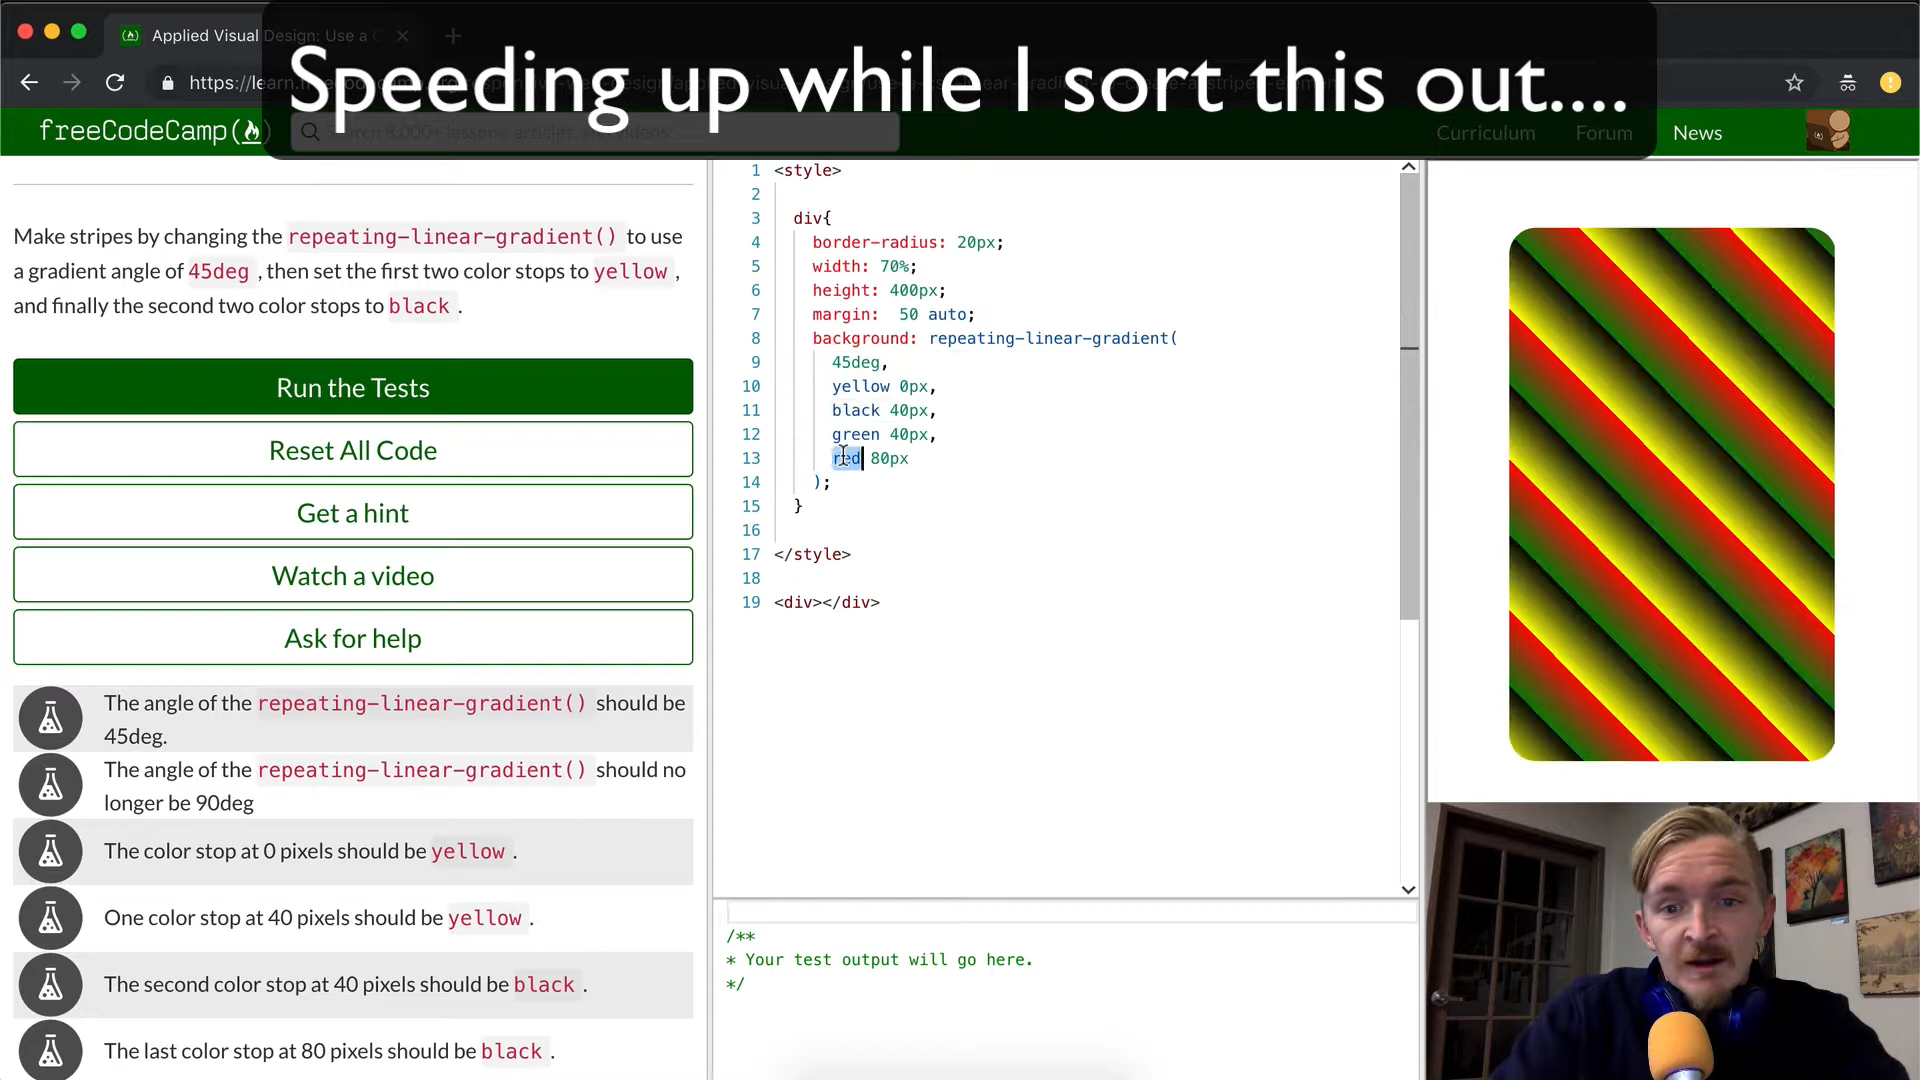 Speeding up while I sort this out....
Applied Visual Design: Use a C
https://learn.
freeCodeCamp
Search 8,000+ lessons, articles, and videos
Curriculum
Forum
News
Make stripes by changing the repeating-linear-gradient() to use
a gradient angle of 45deg , then set the first two color stops to yellow ,
and finally the second two color stops to black .
Run the Tests
Reset All Code
Get a hint
Watch a video
Ask for help
The angle of the repeating-linear-gradient() should be
45deg.
The angle of the repeating-linear-gradient() should no
longer be 90deg
The color stop at 0 pixels should be yellow .
One color stop at 40 pixels should be yellow .
The second color stop at 40 pixels should be black .
The last color stop at 80 pixels should be black .
1 <style>
2
3 div{
4 border-radius: 20px;
5 width: 70%;
6 height: 400px;
7 margin:  50 auto;
8 background: repeating-linear-gradient(
9 45deg,
10 yellow 0px,
11 black 40px,
12 green 40px,
13 red 80px
14 );
15 }
16
17 </style>
18
19 <div></div>
/**
* Your test output will go here.
*/